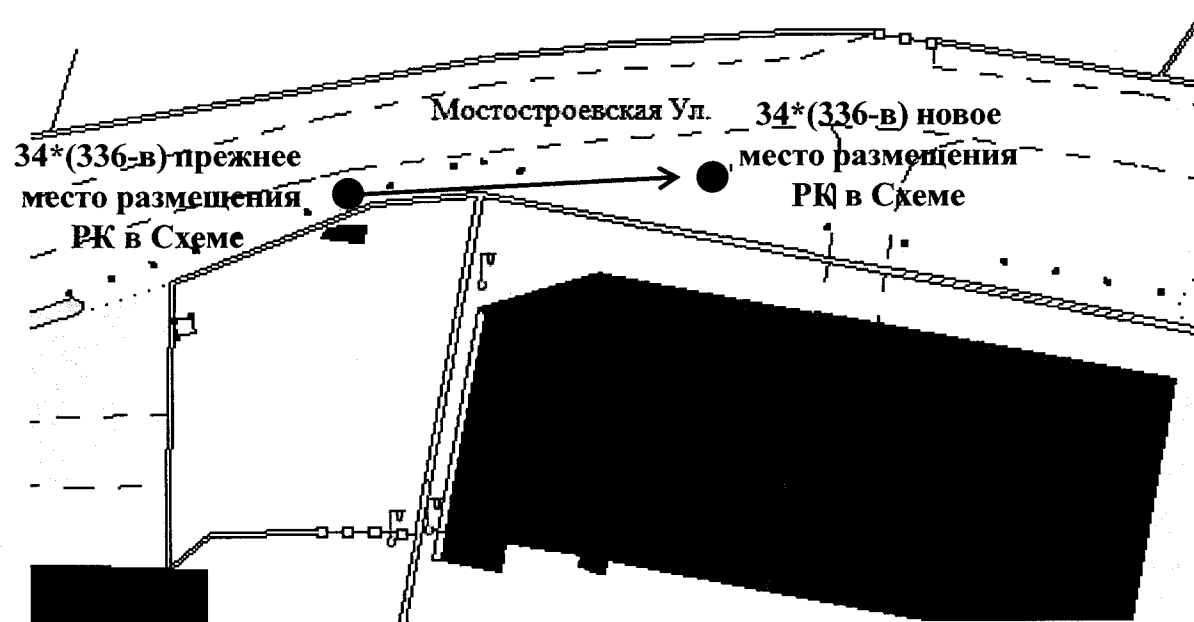 Мостостроевская Ул.
34*(336-в) прежнее
место размещения
РК в Схеме
34*(336-в) новое
место размещения
РК в Схеме